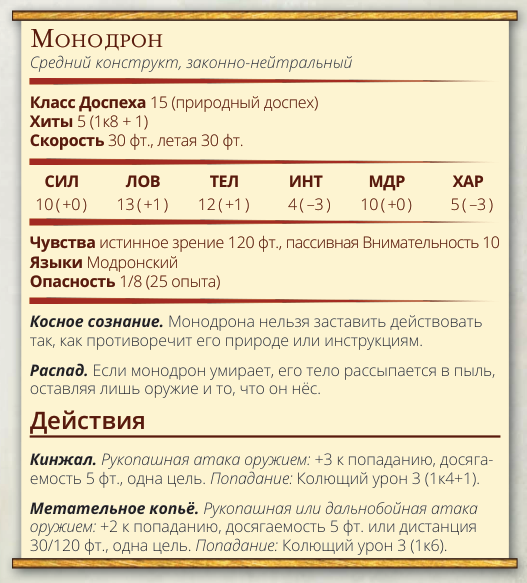 Монодрон
Средний конструкт, законно-нейтральный
Класс Доспеха 15 (природный доспех)
Хиты 5 (1к8 + 1)
Скорость 30 фт., летая 30 фт.
СИЛ ЛОВ ТЕЛ ИНТ МДР ХАР
10 (+0) 13 (+1) 12 (+1) 4 (–3) 10 (+0) 5 (–3)
Чувства истинное зрение 120 фт., пассивная Внимательность 10
Языки Модронский
Опасность 1/8 (25 опыта)
Косное сознание. Монодрона нельзя заставить действовать
так, как противоречит его природе или инструкциям.
Распад. Если монодрон умирает, его тело рассыпается в пыль,
оставляя лишь оружие и то, что он нёс.
Действия
Кинжал. Рукопашная атака оружием: +3 к попаданию, досяга-
емость 5 фт., одна цель. Попадание: Колющий урон 3 (1к4+1).
Метательное копьё. Рукопашная или дальнобойная атака
оружием: +2 к попаданию, досягаемость 5 фт. или дистанция
30/120 фт., одна цель. Попадание: Колющий урон 3 (1к6).